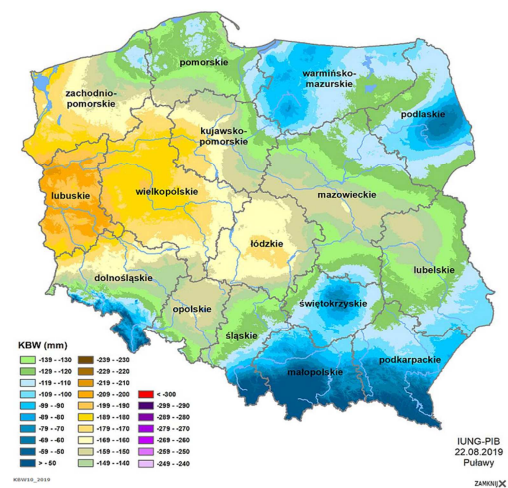 pomorskie
warmińsko-
mazurskie
zachodnio-
pomorskie
podlaskie
kujawsko-
pomorskie
wielkopolskie
lubuskie
mazowieckie
łódzkie
dolnośląskie
lubelskie
opolskie
świętokrzyskie
śląskie
KBW (mm)
podkarpackie
małopolskie
-139 - -130 -239 - -230
-129 - -120 -229 - -220
-119 - -110 -219 - -210
-109 - -100 -209 - -200 < -300
-99 - -90 -199 - -190 -299 - -290
-89 - -80 -189 - -180 -289 - -280
-79 - -70 -179 - -170 -279 - -270
-69 - -60 -169 - -160 -269 - -260
-59 - -50 -159 - -150 -259 - -250
> - 50 -149 - -140 -249 - -240
IUNG-PIB
22.08.2019
Puławy
KBW10_2019
ZAMKNIJ X